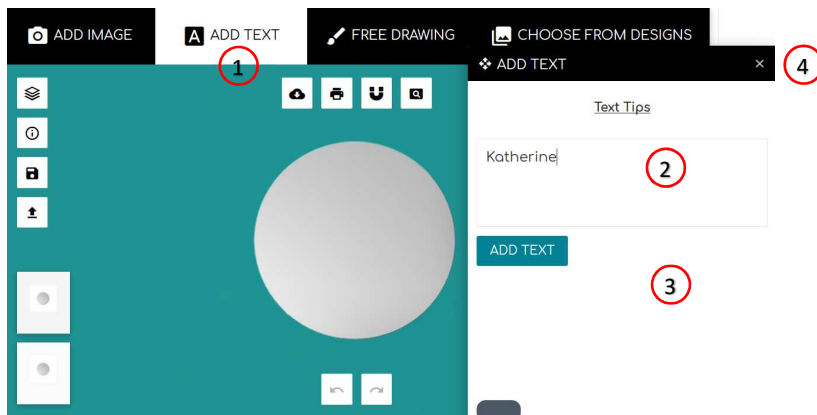 ADD IMAGE
A ADD TEXT
FREE DRAWING
CHOOSE FROM DESIGNS
1
ADD TEXT ×
4
Text Tips
Katherine
2
ADD TEXT
3